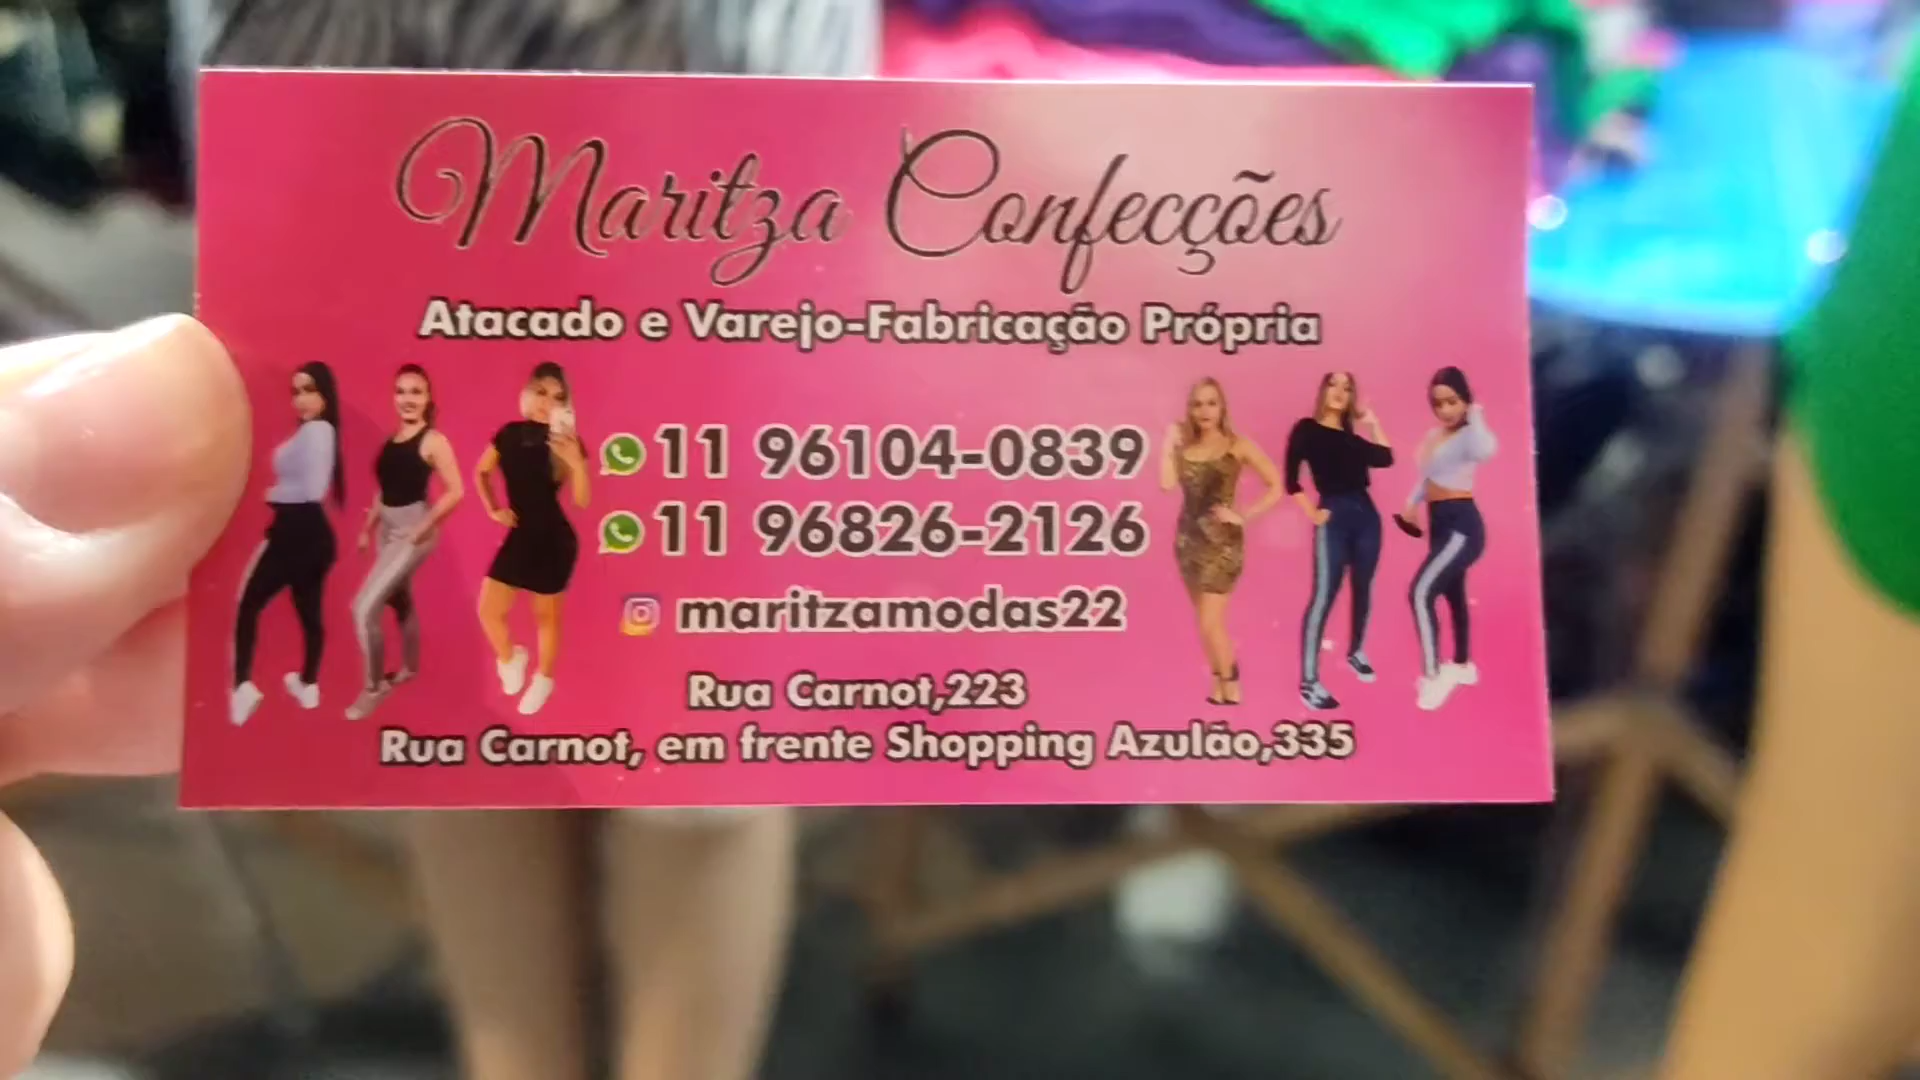 Maritza Confecções
Atacado e Varejo-Fabricação Própria
11 96104-0839
11 96826-2126
maritzamodas22
Rua Carnot,223
Rua Carnot, em frente Shopping Azulão,335